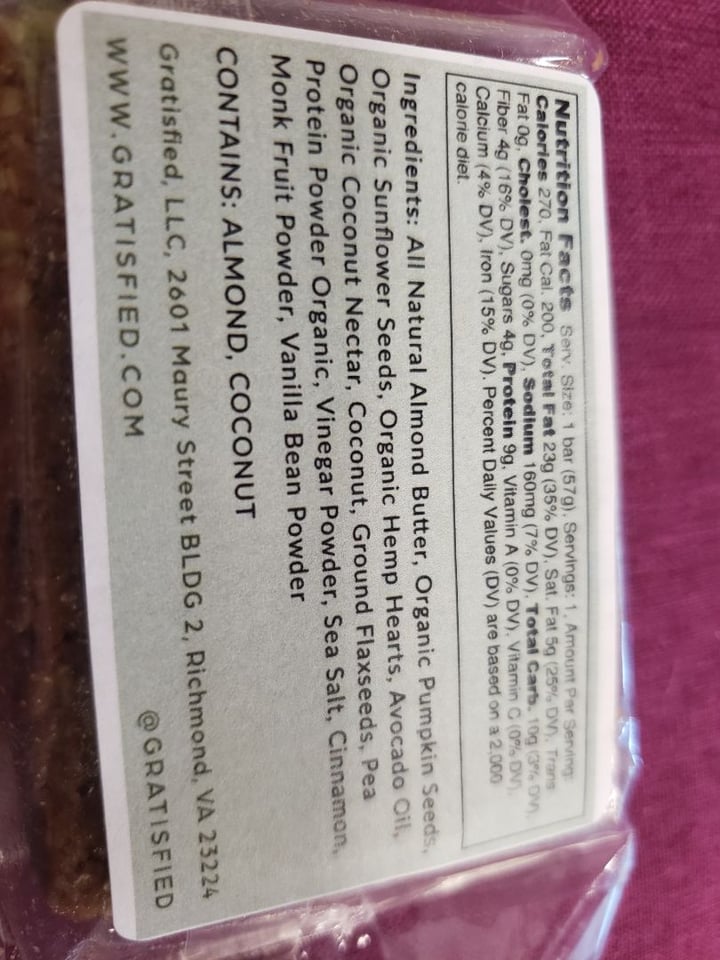 Nutrition Facts Serv. Size: 1 bar (57g), Servings: 1, Amount Per Serving:
Calories 270, Fat Cal. 200, Total Fat 23g (35% DV), Sat. Fat 5g (25% DV), Trans
Fat 0g, Cholest. 0mg (0% DV), Sodium 160mg (7% DV), Total Carb. 10g (3% DV),
Fiber 4g (16% DV), Sugars 4g, Protein 9g, Vitamin A (0% DV), Vitamin C (0% DV),
Calcium (4% DV), Iron (15% DV). Percent Daily Values (DV) are based on a 2,000
calorie diet.
Ingredients: All Natural Almond Butter, Organic Pumpkin Seeds,
Organic Sunflower Seeds, Organic Hemp Hearts, Avocado Oil,
Organic Coconut Nectar, Coconut, Ground Flaxseeds, Pea
Protein Powder Organic, Vinegar Powder, Sea Salt, Cinnamon,
Monk Fruit Powder, Vanilla Bean Powder
CONTAINS: ALMOND, COCONUT
Gratisfied, LLC, 2601 Maury Street BLDG 2, Richmond, VA 23224
WWW.GRATISFIED.COM @GRATISFIED